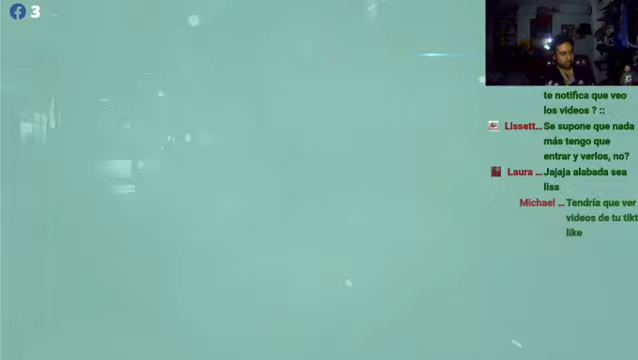 3
te notifica que veo
los videos ? ::
Lissett... Se supone que nada
más tengo que
entrar y verlos, no?
Laura ... Jajaja alabada sea
liss
Michael ... Tendría que ver
videos de tu tikt
like